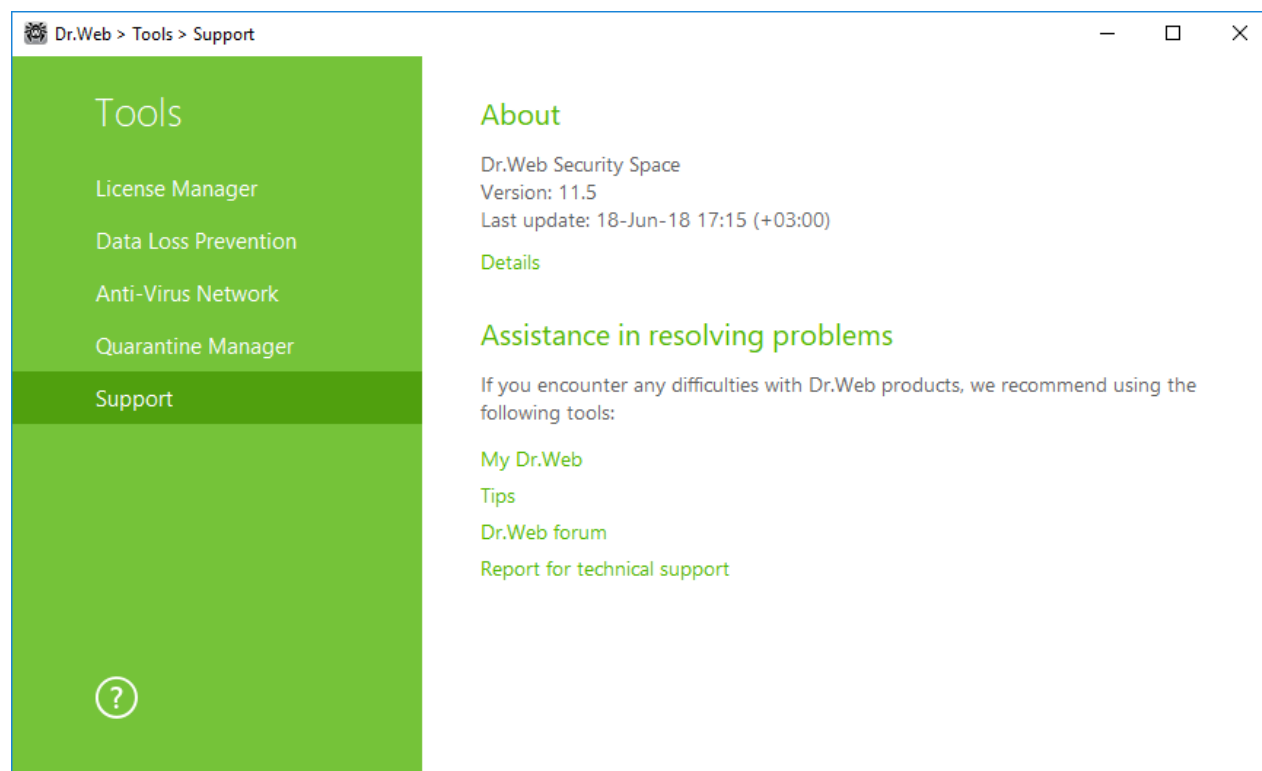 Dr.Web > Tools > Support
Tools
License Manager
Data Loss Prevention
Anti-Virus Network
Quarantine Manager
Support
?
About
Dr.Web Security Space
Version: 11.5
Last update: 18-Jun-18 17:15 (+03:00)
Details
Assistance in resolving problems
If you encounter any difficulties with Dr.Web products, we recommend using the
following tools:
My Dr.Web
Tips
Dr.Web forum
Report for technical support